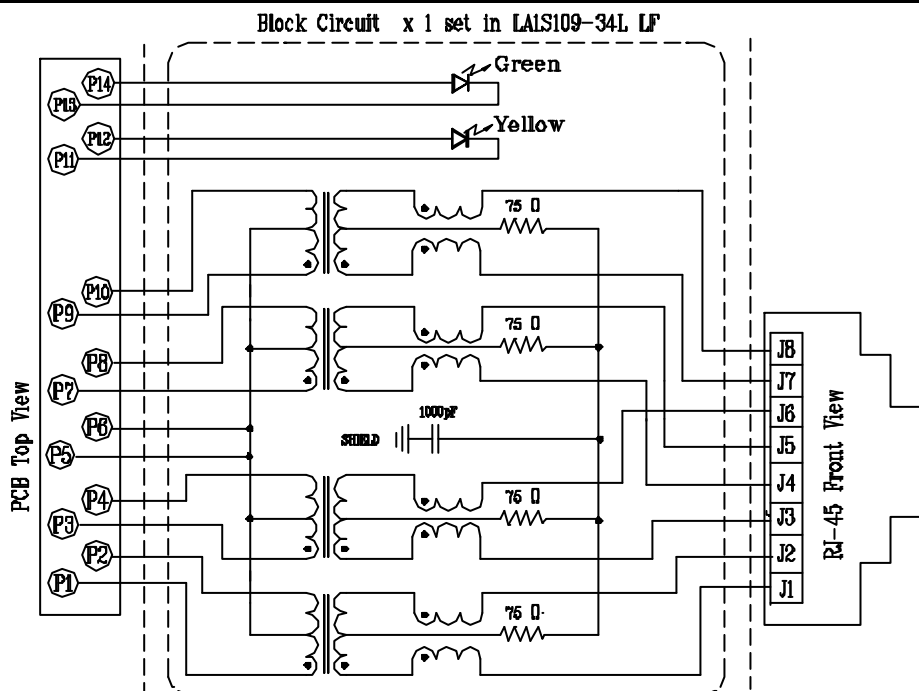 Block Circuit x 1 set in LA1S109-34L LF
P14
P13
Green
P12
P11
Yellow
75 Ω
P10
P9
75 Ω
P8
P7
P6
P5
1000pF
SHIELD
P4
P3
75 Ω
P2
P1
75 Ω
PCB Top View
J8
J7
J6
J5
J4
J3
J2
J1
RJ-45 Front View